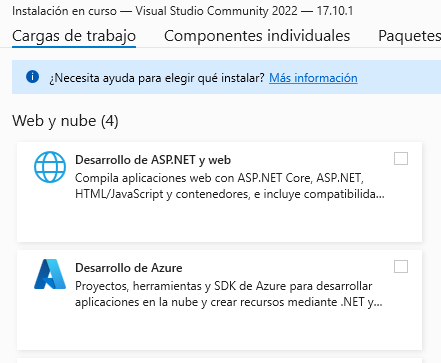 Instalación en curso — Visual Studio Community 2022 — 17.10.1
Cargas de trabajo   Componentes individuales   Paquetes
¿Necesita ayuda para elegir qué instalar? Más información
Web y nube (4)
Desarrollo de ASP.NET y web
Compila aplicaciones web con ASP.NET Core, ASP.NET,
HTML/JavaScript y contenedores, e incluye compatibilida...
Desarrollo de Azure
Proyectos, herramientas y SDK de Azure para desarrollar
aplicaciones en la nube y crear recursos mediante .NET y...